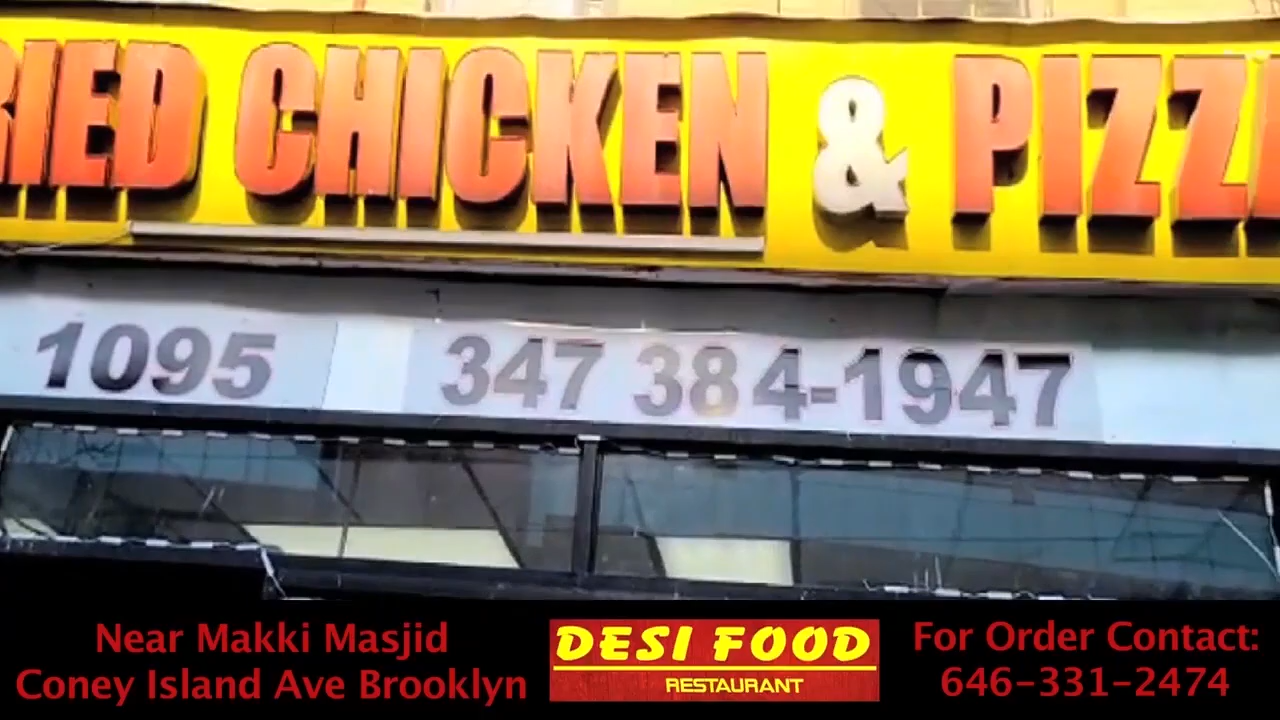 RIED CHICKEN & PIZZ
1095 347 384-1947
Near Makki Masjid
Coney Island Ave Brooklyn
DESI FOOD
RESTAURANT
For Order Contact:
646-331-2474